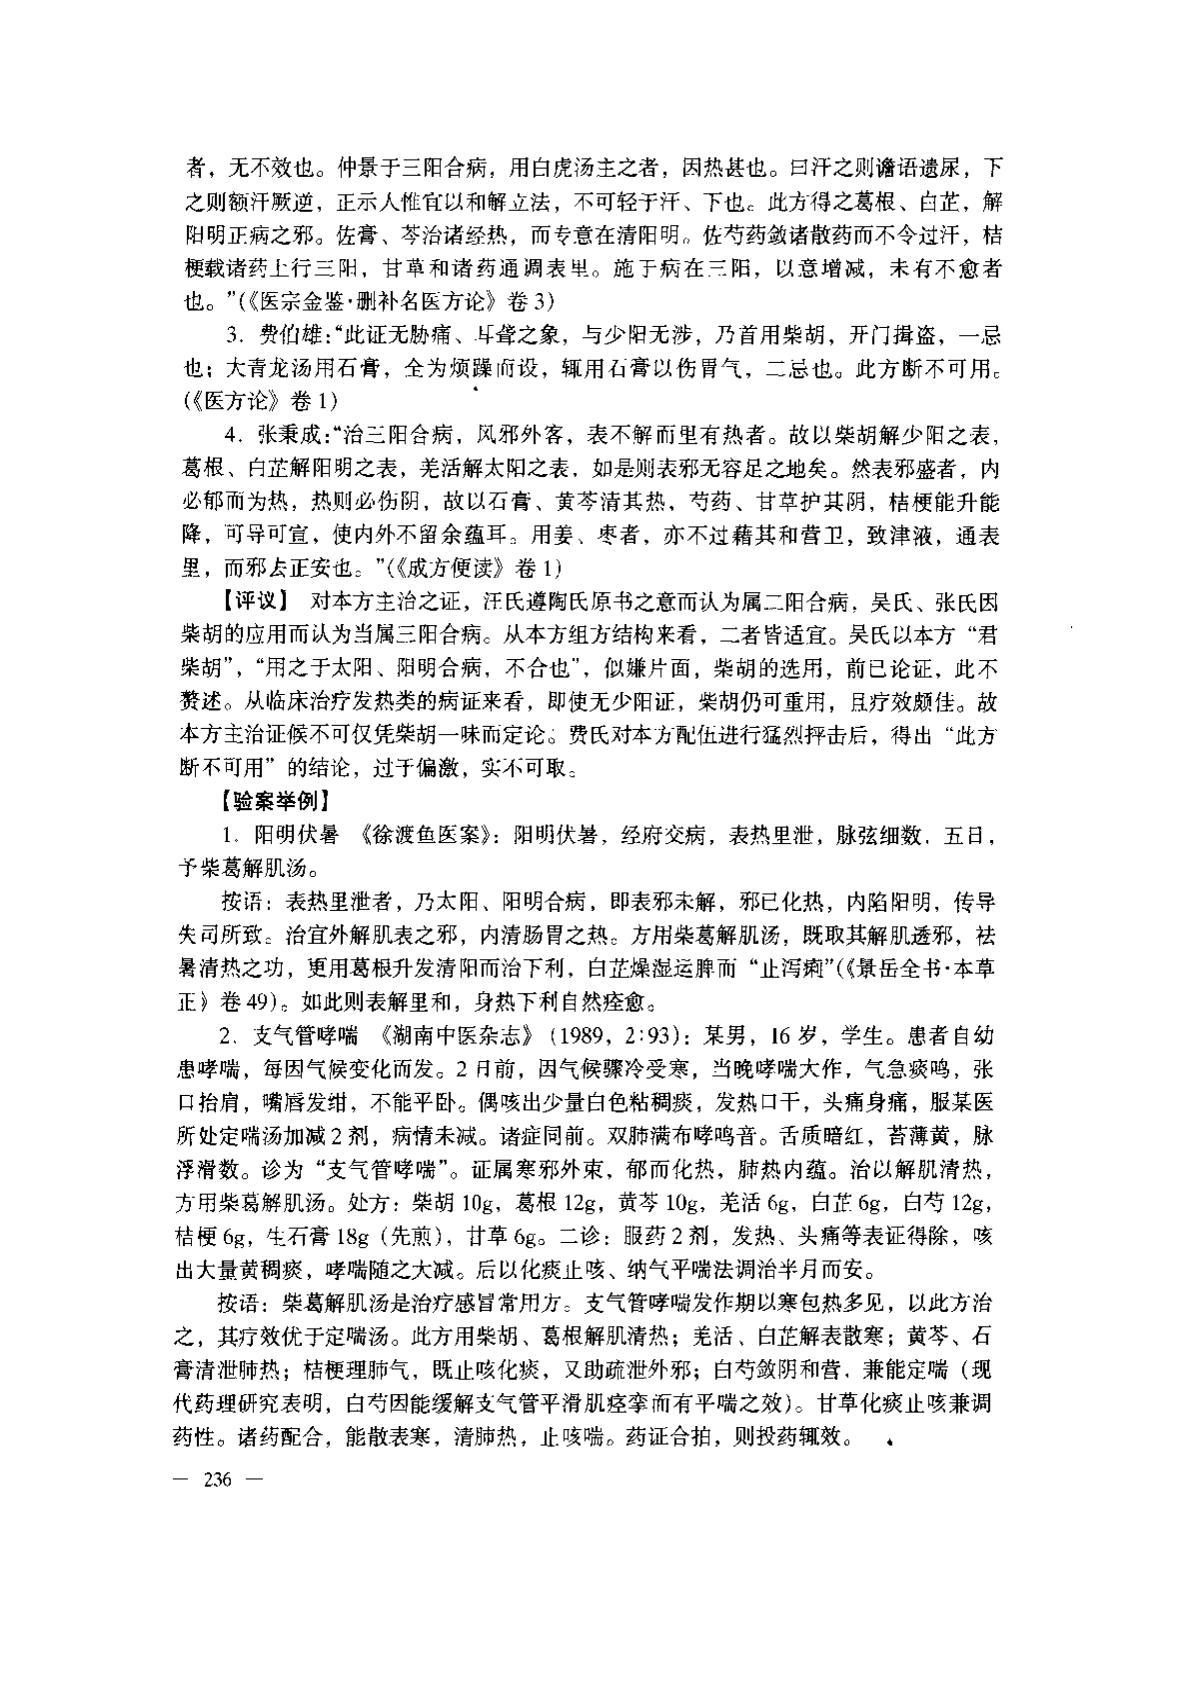 者，无不效也。仲景于三阳合病，用白虎汤主之者，因热甚也。曰汗之则谵语遗尿，下
之则额汗厥逆，正示人惟宜以和解立法，不可轻于汗、下也。此方得之葛根、白芷，解
阳明正病之邪。佐膏、芩治诸经热，而专意在清阳明。佐芍药敛诸散药而不令过汗，桔
梗载诸药上行三阳，甘草和诸药通调表里。施于病在三阳，以意增减，未有不愈者
也。”(《医宗金鉴·删补名医方论》卷3)
3．费伯雄：“此证无胁痛、耳聋之象，与少阳无涉，乃首用柴胡，开门揖盗，一忌
也；大青龙汤用石膏，全为烦躁而设，辄用石膏以伤胃气，二忌也。此方断不可用。
(《医方论》卷1)
4．张秉成：“治三阳合病，风邪外客，表不解而里有热者。故以柴胡解少阳之表，
葛根、白芷解阳明之表，羌活解太阳之表，如是则表邪无容足之地矣。然表邪盛者，内
必郁而为热，热则必伤阴，故以石膏、黄芩清其热，芍药、甘草护其阴，桔梗能升能
降，可导可宣，使内外不留余蕴耳。用姜、枣者，亦不过藉其和营卫，致津液，通表
里，而邪去正安也。”(《成方便读》卷1)
【评议】 对本方主治之证，汪氏遵陶氏原书之意而认为属二阳合病，吴氏、张氏因
柴胡的应用而认为当属三阳合病。从本方组方结构来看，二者皆适宜。吴氏以本方“君
柴胡”，“用之于太阳、阳明合病，不合也”，似嫌片面，柴胡的选用，前已论证，此不
赘述。从临床治疗发热类的病证来看，即使无少阳证，柴胡仍可重用，且疗效颇佳。故
本方主治证候不可仅凭柴胡一味而定论。费氏对本方配伍进行猛烈抨击后，得出“此方
断不可用”的结论，过于偏激，实不可取。
【验案举例】
1．阳明伏暑 《徐渡鱼医案》：阳明伏暑，经府交病，表热里泄，脉弦细数，五日，
予柴葛解肌汤。
按语：表热里泄者，乃太阳、阳明合病，即表邪未解，邪已化热，内陷阳明，传导
失司所致。治宜外解肌表之邪，内清肠胃之热。方用柴葛解肌汤，既取其解肌透邪，祛
暑清热之功，更用葛根升发清阳而治下利，白芷燥湿运脾而“止泻痢”(《景岳全书·本草
正》卷49)。如此则表解里和，身热下利自然痊愈。
2．支气管哮喘 《湖南中医杂志》(1989，2:93)：某男，16岁，学生。患者自幼
患哮喘，每因气候变化而发。2月前，因气候骤冷受寒，当晚哮喘大作，气急痰鸣，张
口抬肩，嘴唇发绀，不能平卧。偶咳出少量白色粘稠痰，发热口干，头痛身痛，服某医
所处定喘汤加减2剂，病情未减。诸症同前。双肺满布哮鸣音。舌质暗红，苔薄黄，脉
浮滑数。诊为“支气管哮喘”。证属寒邪外束，郁而化热，肺热内蕴。治以解肌清热，
方用柴葛解肌汤。处方：柴胡10g，葛根12g，黄芩10g，羌活6g，白芷6g，白芍12g，
桔梗6g，生石膏18g（先煎），甘草6g。二诊：服药2剂，发热、头痛等表证得除，咳
出大量黄稠痰，哮喘随之大减。后以化痰止咳、纳气平喘法调治半月而安。
按语：柴葛解肌汤是治疗感冒常用方。支气管哮喘发作期以寒包热多见，以此方治
之，其疗效优于定喘汤。此方用柴胡、葛根解肌清热；羌活、白芷解表散寒；黄芩、石
膏清泄肺热；桔梗理肺气，既止咳化痰，又助疏泄外邪；白芍敛阴和营，兼能定喘（现
代药理研究表明，白芍因能缓解支气管平滑肌痉挛而有平喘之效）。甘草化痰止咳兼调
药性。诸药配合，能散表寒，清肺热，止咳喘。药证合拍，则投药辄效。
— 236 —